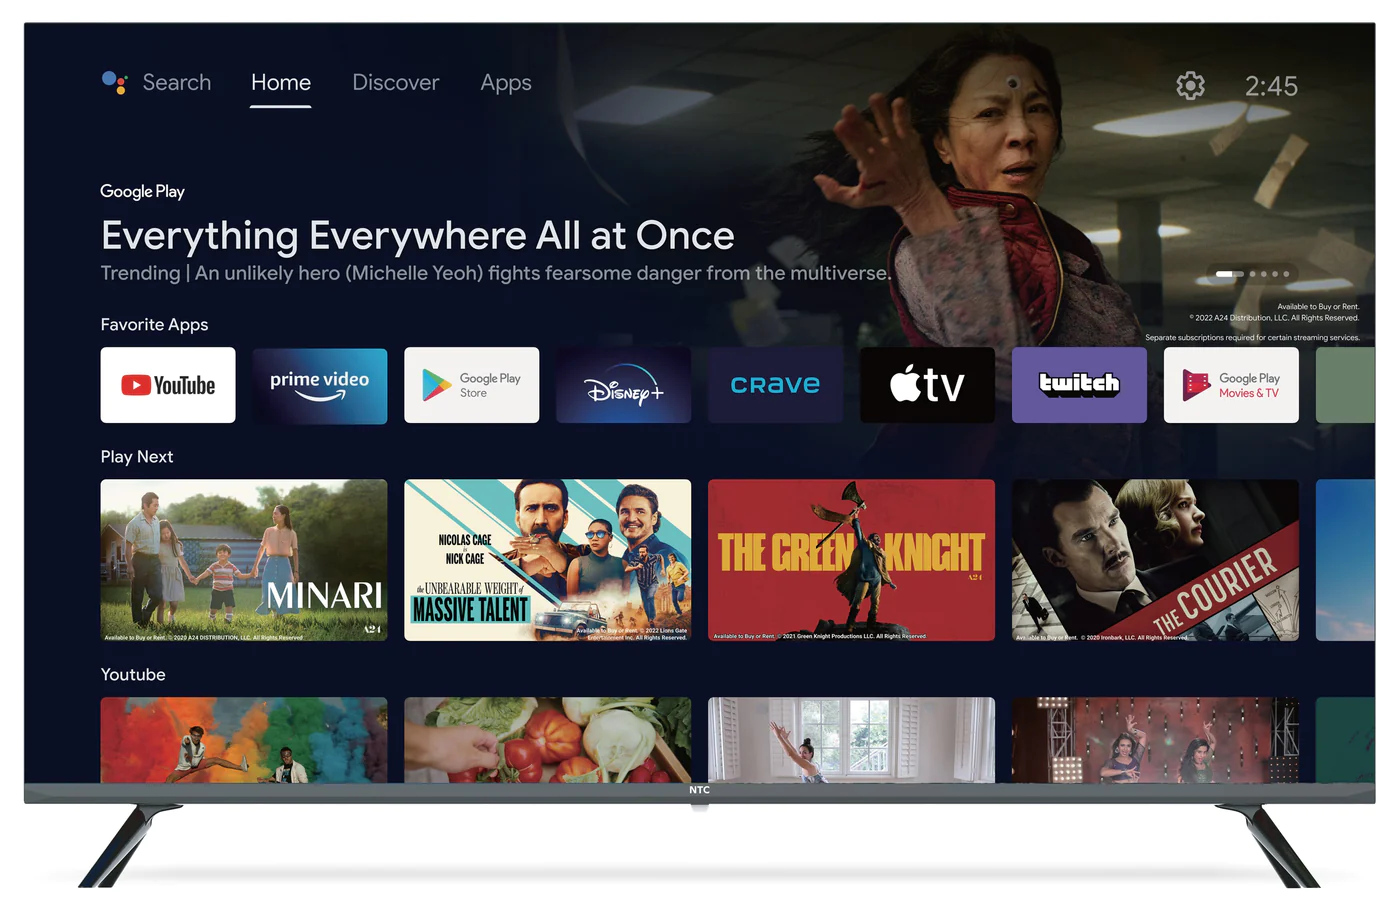 Search Home Discover Apps 2:45
Google Play
Everything Everywhere All at Once
Trending | An unlikely hero (Michelle Yeoh) fights fearsome danger from the multiverse.
Available to Buy or Rent.
© 2022 A24 Distribution, LLC. All Rights Reserved.
Separate subscriptions required for certain streaming services.
Favorite Apps
YouTube
prime video
Google Play
Store
Disney+
crave
tv
twitch
Google Play
Movies & TV
Play Next
MINARI
A24
Available to Buy or Rent. © 2020 A24 DISTRIBUTION, LLC. All Rights Reserved
NICOLAS CAGE
is
NICK CAGE
the UNBEARABLE WEIGHT of
MASSIVE TALENT
Available to Buy or Rent. © 2022 Lions Gate
Entertainment Inc. All Rights Reserved.
THE GREEN KNIGHT
A24
Available to Buy or Rent. © 2021 Green Knight Productions LLC. All Rights Reserved.
THE COURIER
Available to Buy or Rent. © 2020 Ironbark, LLC. All Rights Reserved.
Youtube
NTC